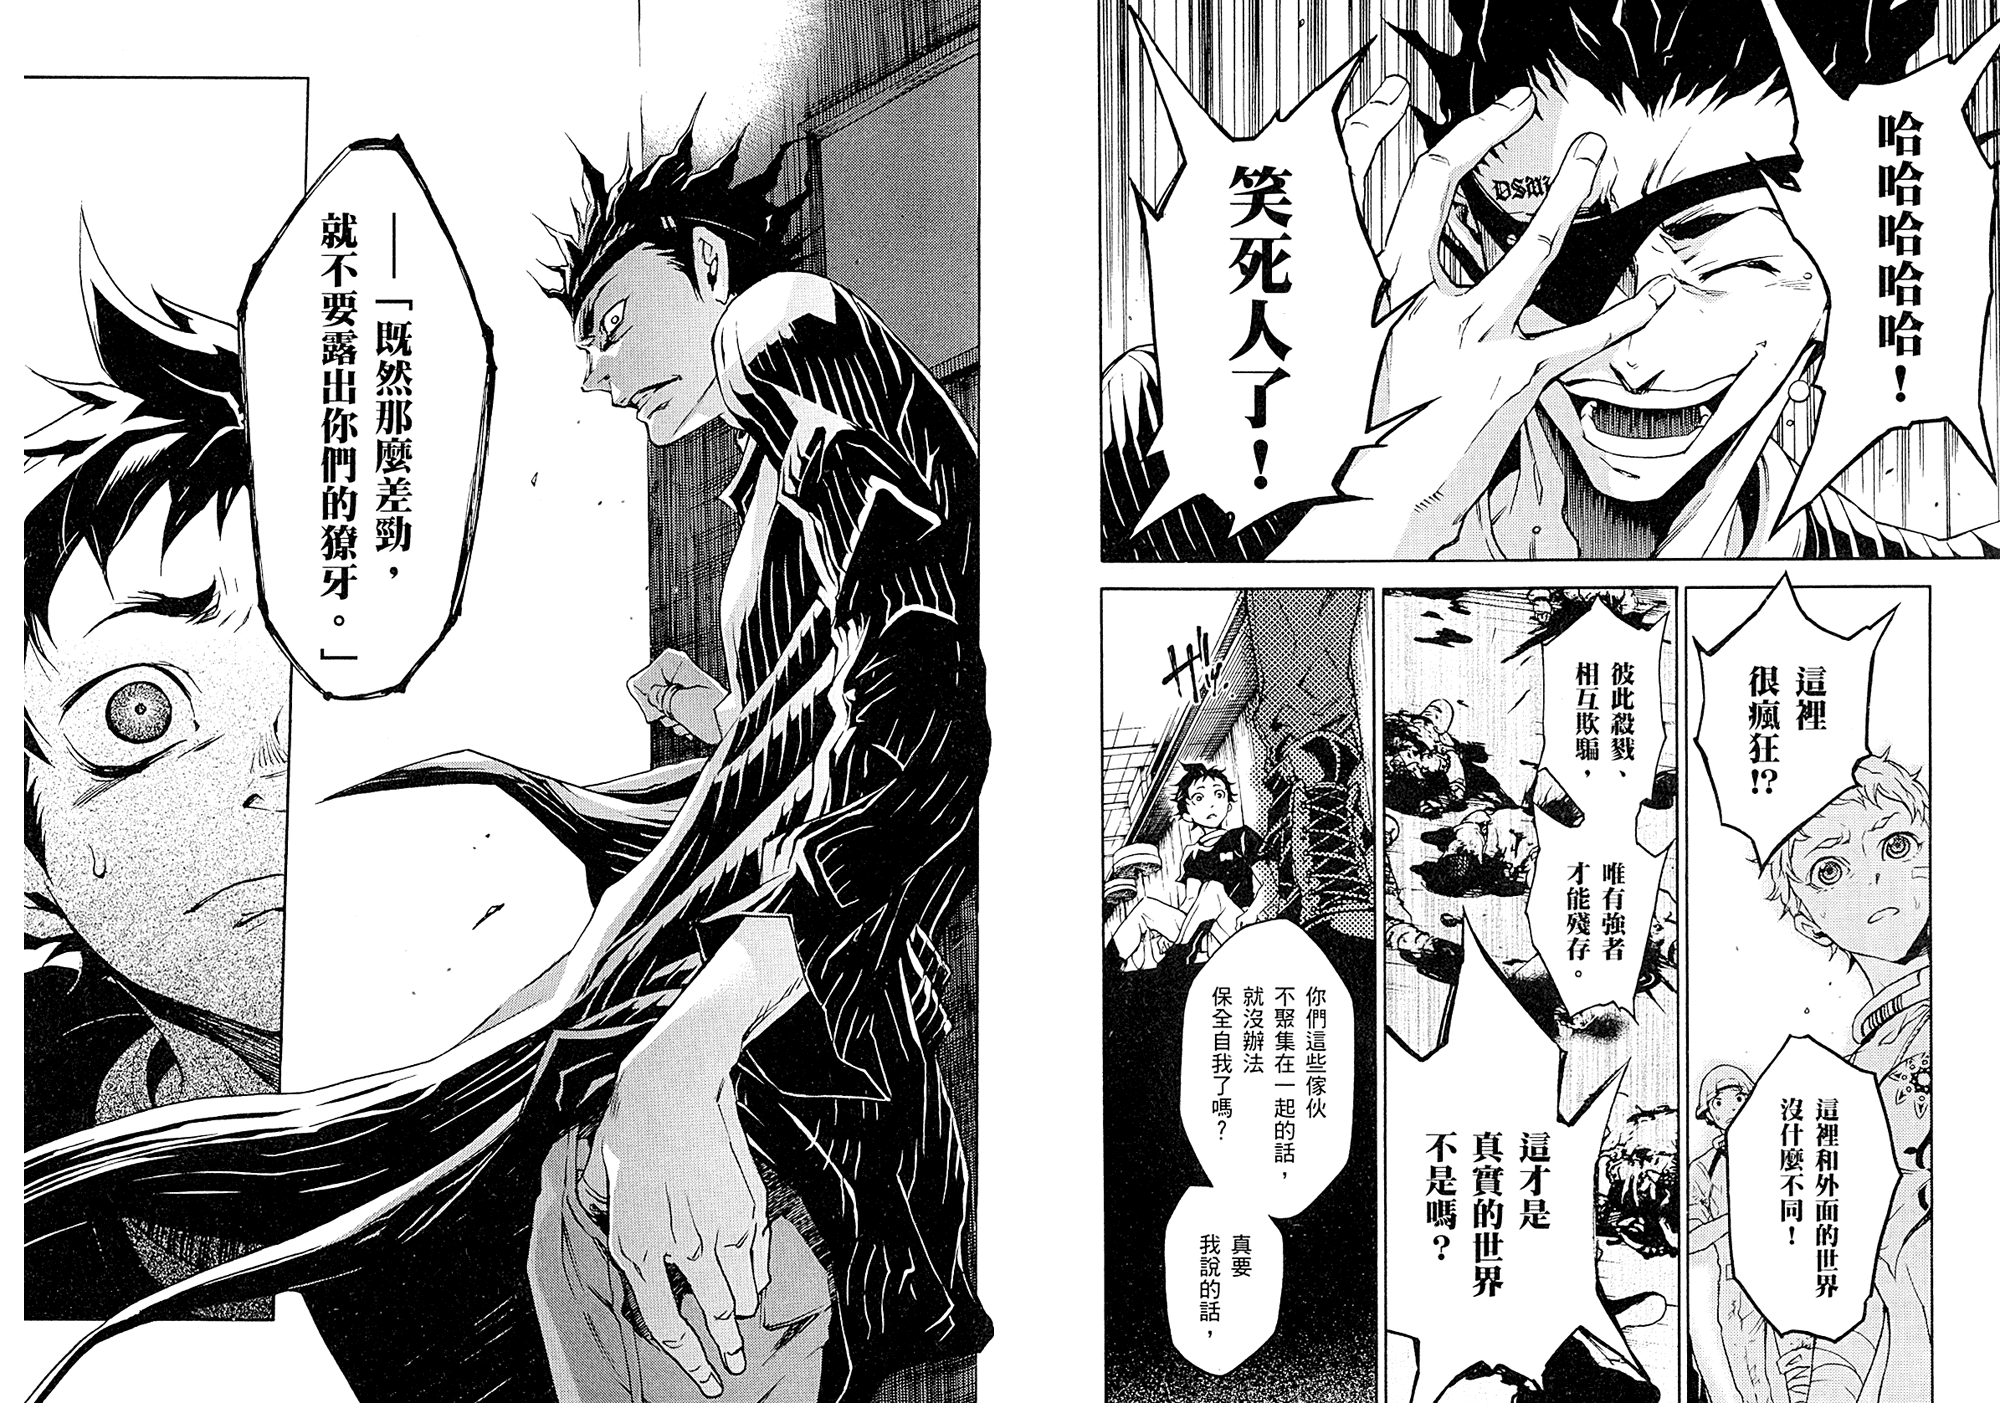 哈哈哈哈哈！
笑死人了！
這裡
很瘋狂!?
這裡和外面的世界
沒什麼不同！
彼此殺戮、
相互欺騙，
唯有強者
才能殘存。
這才是
真實的世界
不是嗎？
你們這些傢伙
不聚集在一起的話，
就沒辦法
保全自我了嗎？
真要
我說的話，
——「既然那麼差勁，
就不要露出你們的獠牙。」